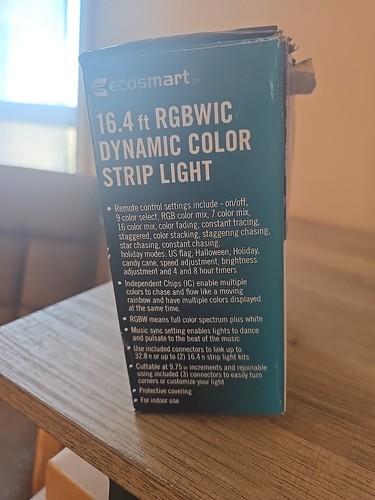 ecosmart™
16.4 ft RGBWIC
DYNAMIC COLOR
STRIP LIGHT
• Remote control settings include - on/off,
9 color select, RGB color mix, 7 color mix,
16 color mix, color fading, constant tracing,
staggered, color stacking, staggering chasing,
star chasing, constant chasing,
holiday modes: US flag, Halloween, Holiday,
candy cane, speed adjustment, brightness
adjustment and 4 and 8 hour timers
• Independent Chips (IC) enable multiple
colors to chase and flow like a moving
rainbow and have multiple colors displayed
at the same time.
• RGBW means full color spectrum plus white
• Music sync setting enables lights to dance
and pulsate to the beat of the music
• Use included connectors to link up to
32.8 ft or up to (2) 16.4 ft strip light kits
• Cuttable at 9.75 in increments and rejoinable
using included (3) connectors to easily turn
corners or customize your light
• Protective covering
• For indoor use